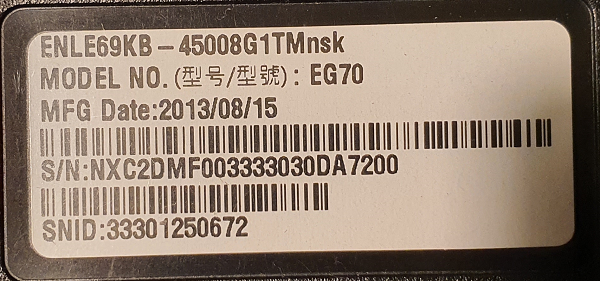 ENLE69KB-45008G1TMnsk
MODEL NO.(型号/型號): EG70
MFG Date:2013/08/15
S/N:NXC2DMF003333030DA7200
SNID:33301250672